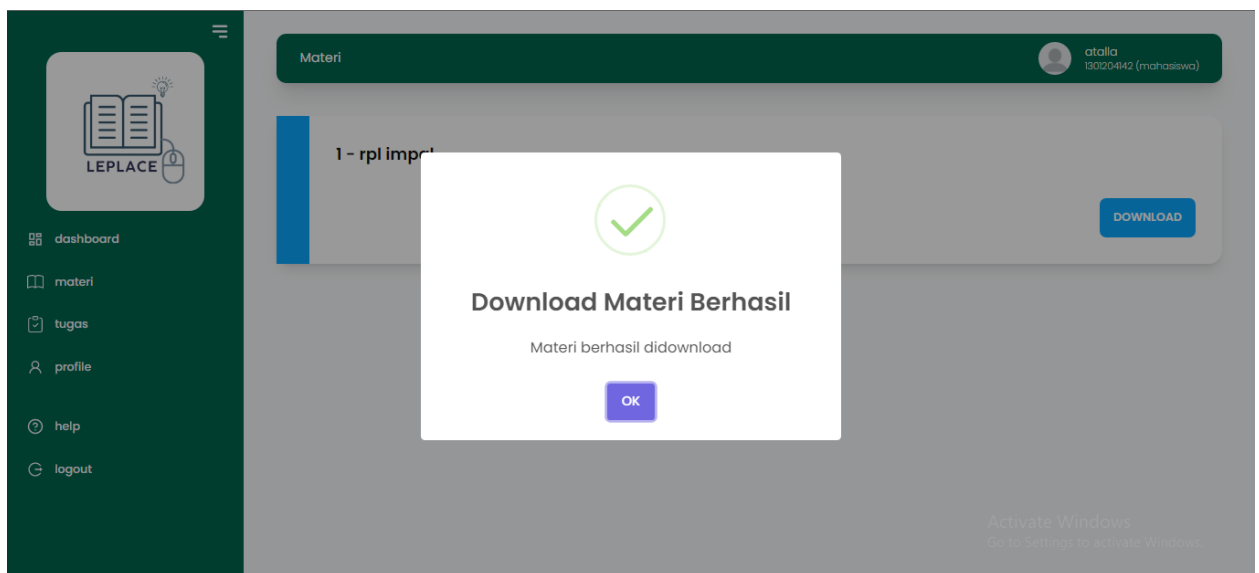 LEPLACE
dashboard
materi
tugas
profile
help
logout
Materi
atalla
1301204142 (mahasiswa)
1 - rpl impal
DOWNLOAD
Download Materi Berhasil
Materi berhasil didownload
OK
Activate Windows
Go to Settings to activate Windows.